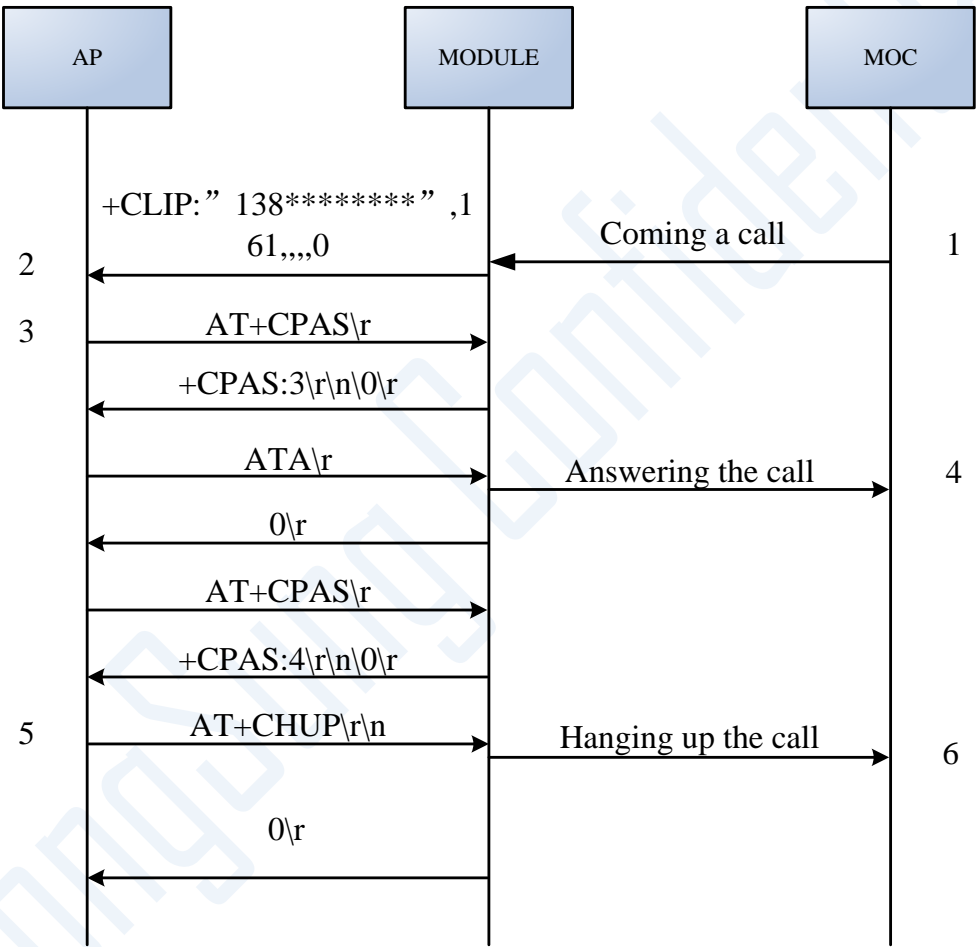 AP
MODULE
MOC
+CLIP:”138********”,1
61,,,,0
Coming a call
1
2
3
AT+CPAS\r
+CPAS:3\r\n\0\r
ATA\r
Answering the call
4
0\r
AT+CPAS\r
+CPAS:4\r\n\0\r
5
AT+CHUP\r\n
Hanging up the call
6
0\r
ongSung Confident